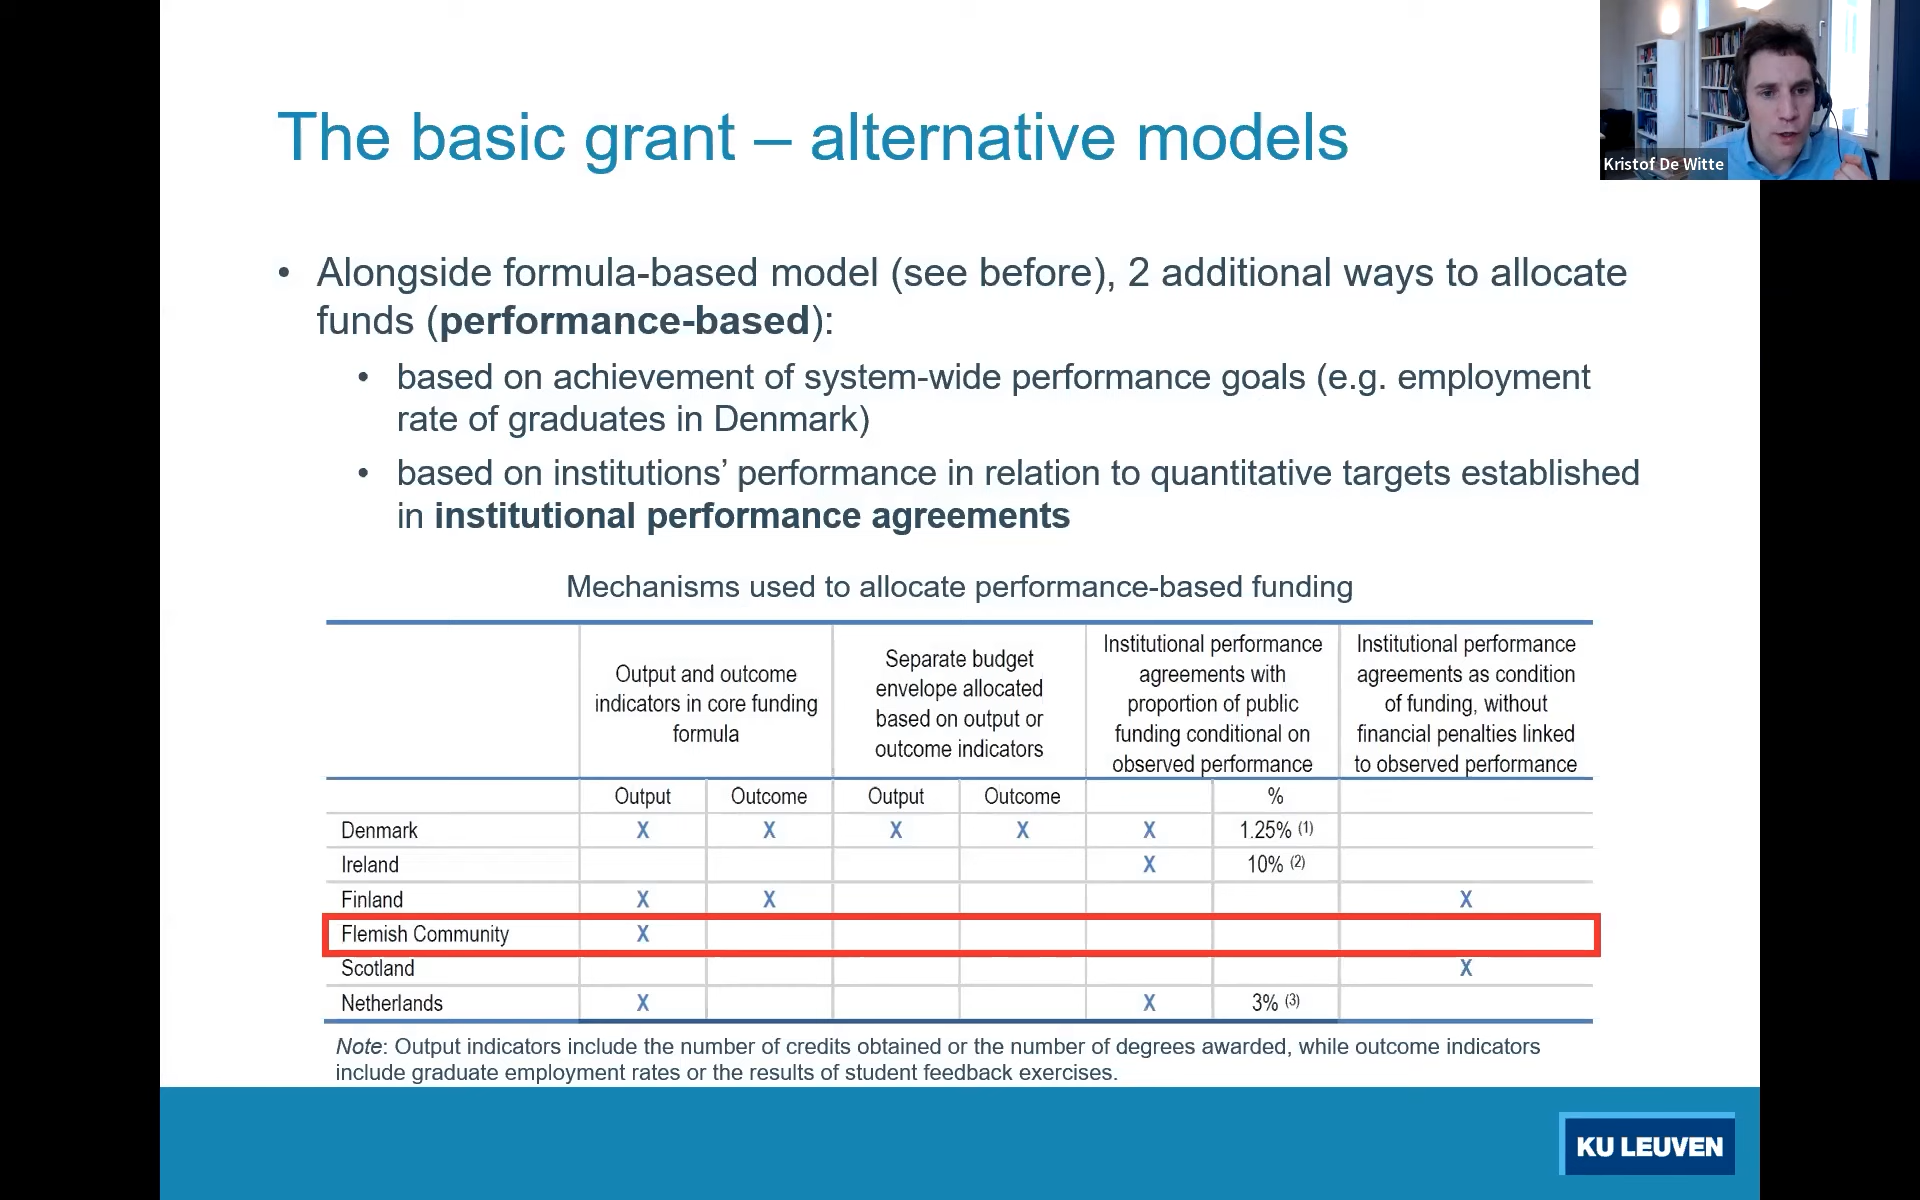 The basic grant – alternative models
Kristof De Witte
• Alongside formula-based model (see before), 2 additional ways to allocate
funds (performance-based):
• based on achievement of system-wide performance goals (e.g. employment
rate of graduates in Denmark)
• based on institutions’ performance in relation to quantitative targets established
in institutional performance agreements
Mechanisms used to allocate performance-based funding
Output and outcome
indicators in core funding
formula
Separate budget
envelope allocated
based on output or
outcome indicators
Institutional performance
agreements with
proportion of public
funding conditional on
observed performance
Institutional performance
agreements as condition
of funding, without
financial penalties linked
to observed performance
Output Outcome Output Outcome %
Denmark X X X X X 1.25% (1)
Ireland X 10% (2)
Finland X X X
Flemish Community X
Scotland X
Netherlands X X 3% (3)
Note: Output indicators include the number of credits obtained or the number of degrees awarded, while outcome indicators
include graduate employment rates or the results of student feedback exercises.
KU LEUVEN